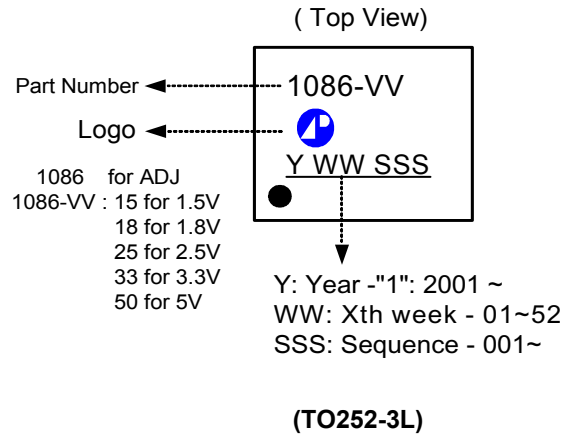 ( Top View)
Part Number
1086-VV
Logo
Y WW SSS
1086 for ADJ
1086-VV : 15 for 1.5V
18 for 1.8V
25 for 2.5V
33 for 3.3V
50 for 5V
Y: Year -"1": 2001 ~
WW: Xth week - 01~52
SSS: Sequence - 001~
(TO252-3L)